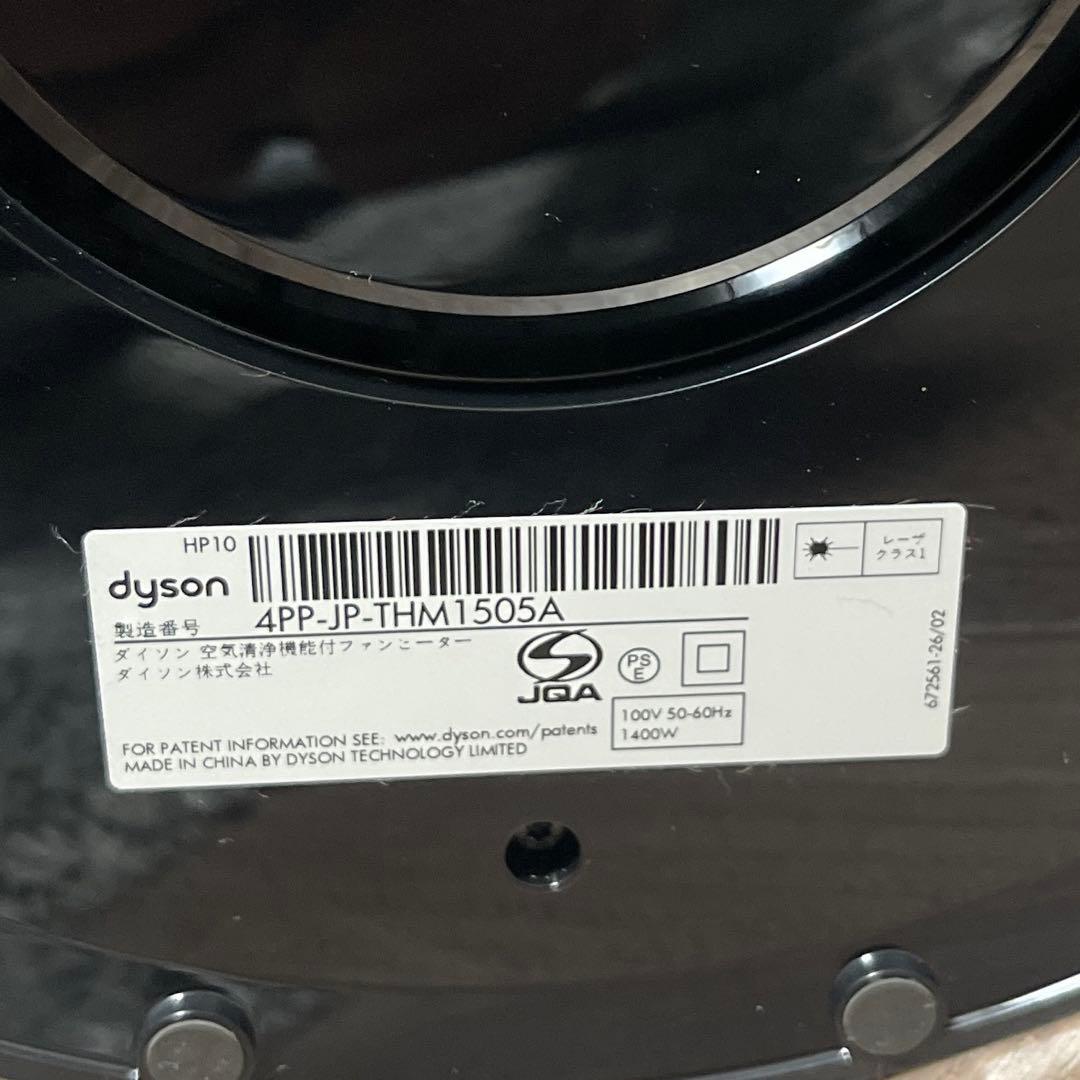 HP10
dyson
製造番号 4PP-JP-THM1505A
ダイソン 空気清浄機能付ファンヒーター
ダイソン株式会社
レーザ
クラス1
JQA
PS
E
100V 50-60Hz
1400W
FOR PATENT INFORMATION SEE: www.dyson.com/patents
MADE IN CHINA BY DYSON TECHNOLOGY LIMITED
672561-26/02